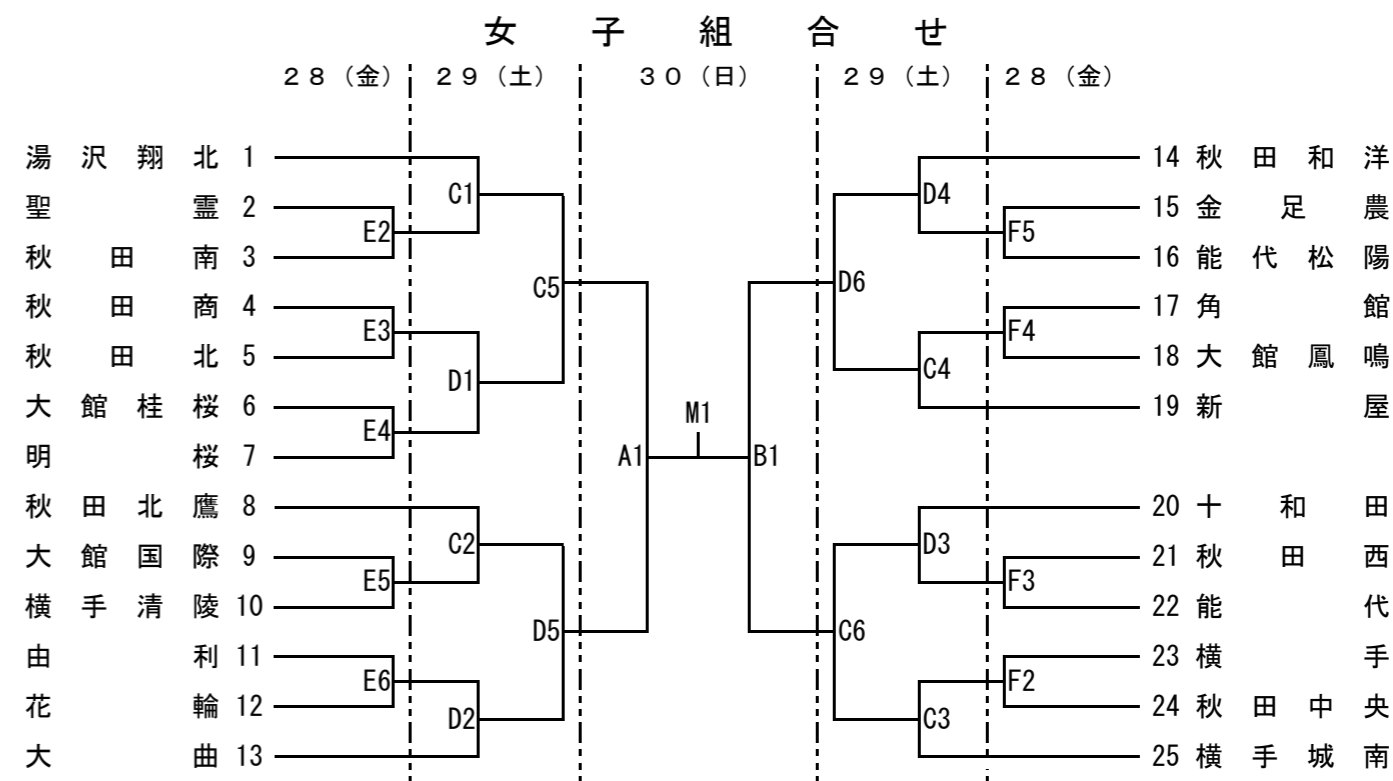 女子組合せ
28（金） 29（土） 30（日） 29（土） 28（金）
湯沢翔北 1 14 秋田和洋
C1 D4
聖霊 2 15 金足農
E2 F5
秋田南 3 16 能代松陽
C5 D6
秋田商 4 17 角館
E3 F4
秋田北 5 18 大館鳳鳴
D1 C4
大館桂桜 6 19 新屋
M1
E4
明桜 7
A1 B1
秋田北鷹 8 20 十和田
C2 D3
大館国際 9 21 秋田西
E5 F3
横手清陵 10 22 能代
D5 C6
由利 11 23 横手
E6 F2
花輪 12 24 秋田中央
D2 C3
大曲 13 25 横手城南